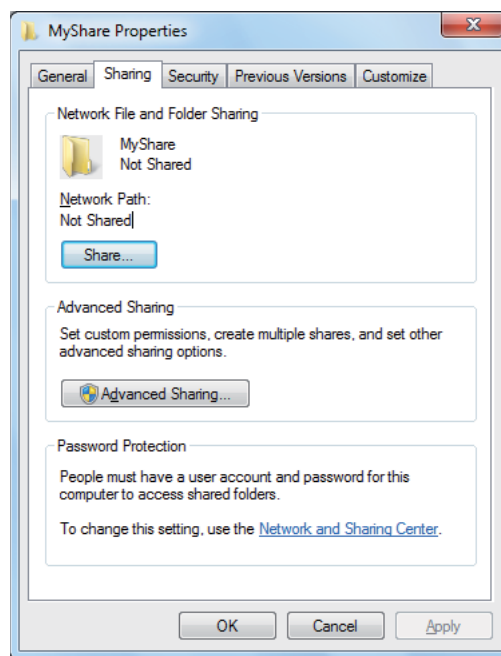 MyShare Properties
General Sharing Security Previous Versions Customize
Network File and Folder Sharing
MyShare
Not Shared
Network Path:
Not Shared
Share...
Advanced Sharing
Set custom permissions, create multiple shares, and set other
advanced sharing options.
Advanced Sharing...
Password Protection
People must have a user account and password for this
computer to access shared folders.
To change this setting, use the Network and Sharing Center.
OK Cancel Apply